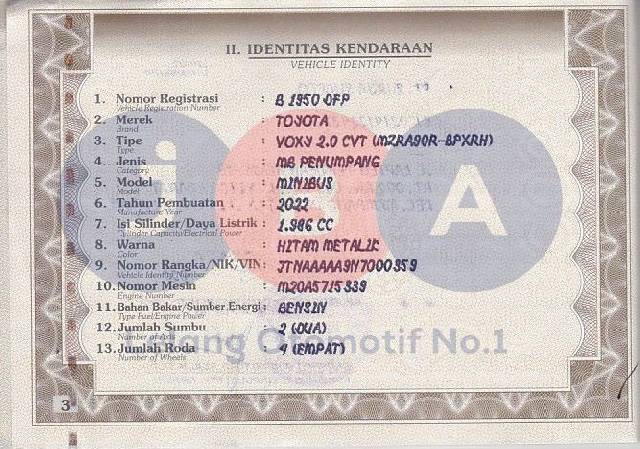 II. IDENTITAS KENDARAAN
VEHICLE IDENTITY
1. Nomor Registrasi : B 1950 DFP
Vehicle Registration Number
2. Merek : TOYOTA
Brand
3. Tipe : VOXY 2.0 CVT (MZRA90R-BPXRH)
Type
4. Jenis : MB PENUMPANG
Category
5. Model : MINIBUS
Model
6. Tahun Pembuatan : 2022
Manufacture Year
7. Isi Silinder/Daya Listrik : 1.986 CC
Cylinder Capacity/Electrical Power
8. Warna : HITAM METALIK
Color
9. Nomor Rangka/NIK/VIN : JTNAAAAA9N7000359
Vehicle Identity Number
10. Nomor Mesin : M20A5715339
Engine Number
11. Bahan Bakar/Sumber Energi : BENSIN
Type Fuel/Engine Power
12. Jumlah Sumbu : 2 (DUA)
Number of Axle
13. Jumlah Roda : 4 (EMPAT)
Number of Wheels
3
iBA
Lelang Otomotif No.1